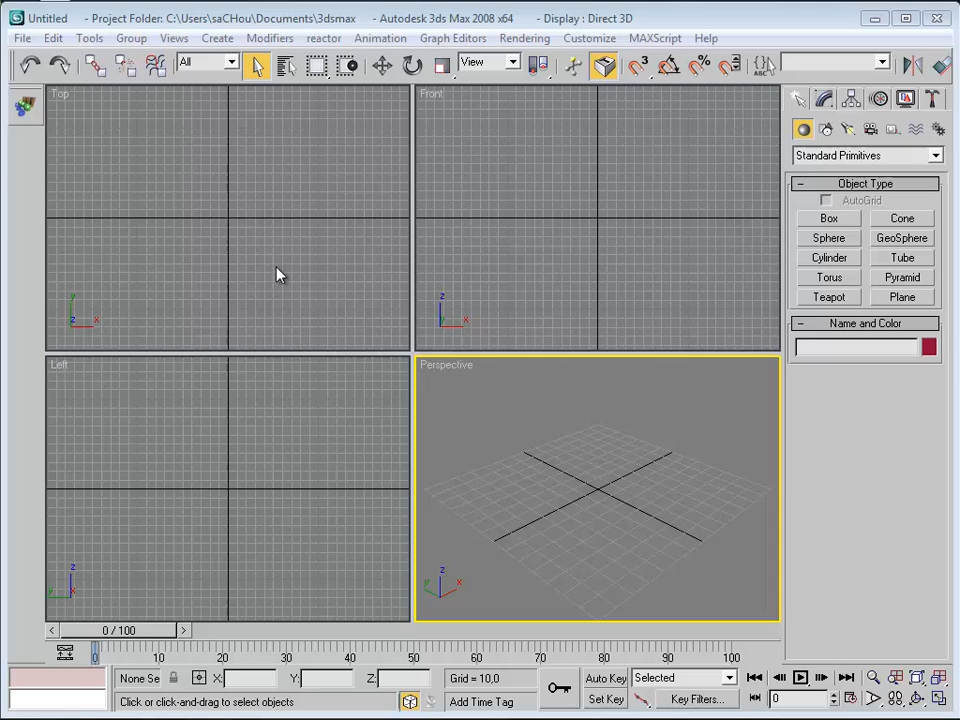 Untitled - Project Folder: C:\Users\saCHou\Documents\3dsmax - Autodesk 3ds Max 2008 x64 - Display : Direct 3D
File Edit Tools Group Views Create Modifiers reactor Animation Graph Editors Rendering Customize MAXScript Help
All View 3 % ABC
Top Front
Standard Primitives
Object Type
AutoGrid
Box Cone
Sphere GeoSphere
Cylinder Tube
Torus Pyramid
Teapot Plane
Name and Color
y z
z x y x
Left Perspective
z z
y x y x
< 0 / 100 >
0 10 20 30 40 50 60 70 80 90 100
None Se X: Y: Z: Grid = 10,0 Auto Key Selected
Click or click-and-drag to select objects Add Time Tag Set Key Key Filters... 0